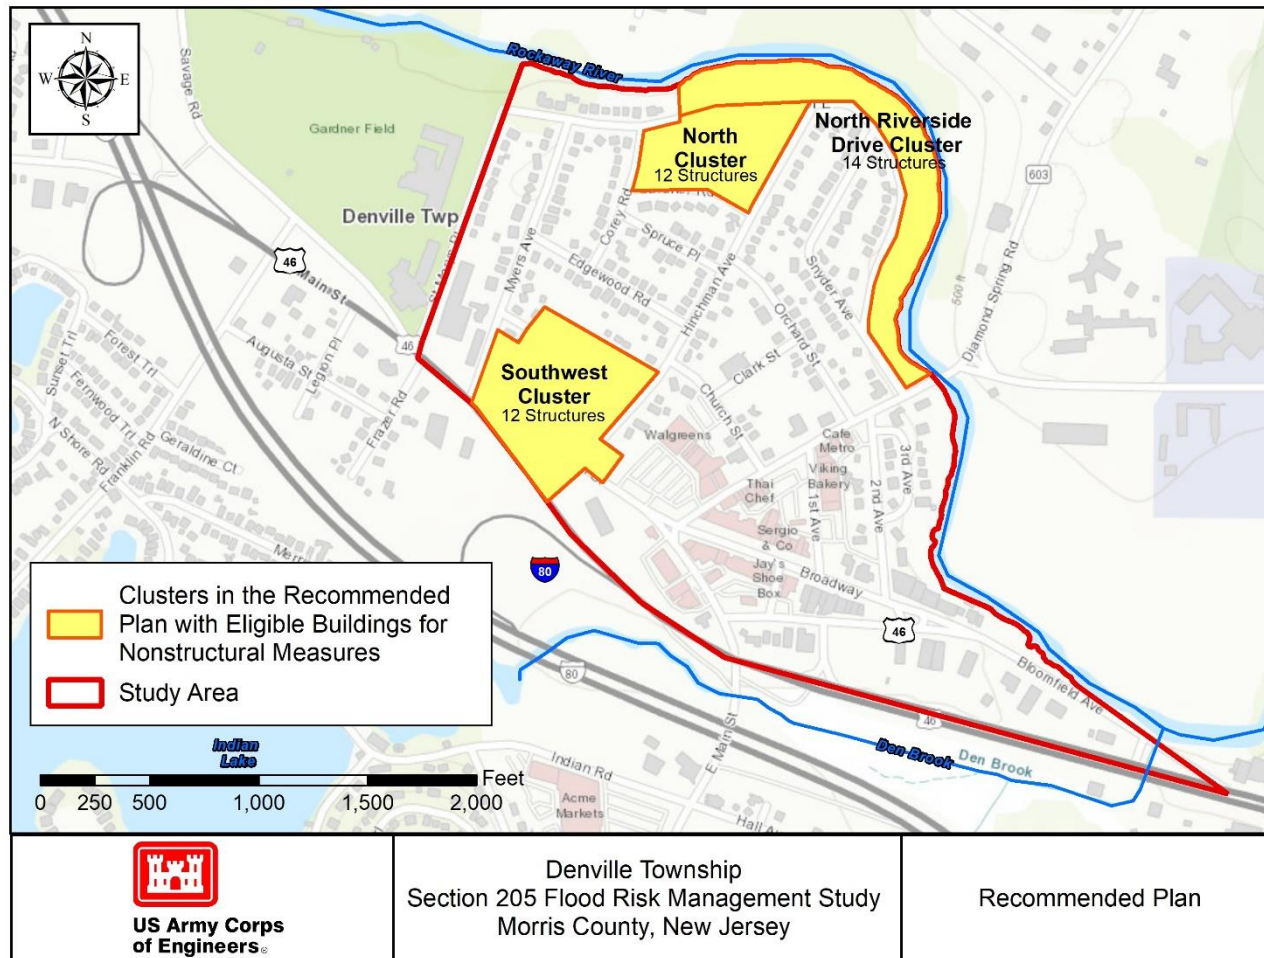 N
W E
S
Rockaway River
Savage Rd
Gardner Field
North
Cluster
12 Structures
North Riverside
Drive Cluster
14 Structures
603
Denville Twp
46
Main St
St Marys Pl
Myers Ave
Corey Rd
Spruce Pl
Edgewood Rd
Hinchman Ave
Snyder Ave
Orchard St
Clark St
Church St
500 ft
Diamond Spring Rd
Sunset Trl
Forest Trl
Fernwood Trl
N Shore Rd
Franklin Rd
Geraldine Ct
Augusta St
Legion Pl
Frazer Rd
46
Southwest
Cluster
12 Structures
Walgreens
Cafe
Metro
Viking
Bakery
Thai
Chef
Sergio
& Co
Jay's
Shoe
Box
1st Ave
2nd Ave
3rd Ave
Broadway
46
Bloomfield Ave
80
80
46
E Main St
Den Brook
Den Brook
Clusters in the Recommended
Plan with Eligible Buildings for
Nonstructural Measures
Study Area
Indian
Lake
Indian Rd
Acme
Markets
Feet
0 250 500 1,000 1,500 2,000
US Army Corps
of Engineers®
Denville Township
Section 205 Flood Risk Management Study
Morris County, New Jersey
Recommended Plan